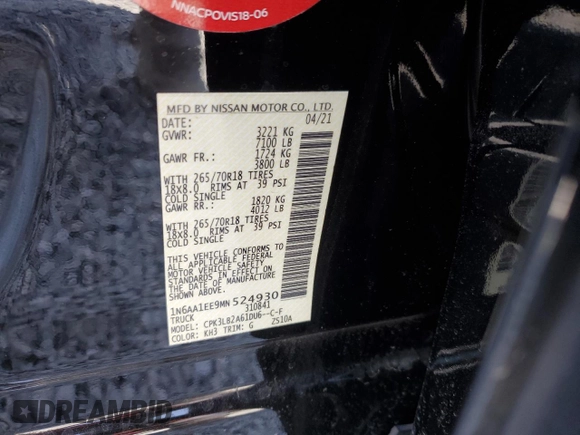 NNACPOVIS18-06
MFD BY NISSAN MOTOR CO., LTD.
DATE: 04/21
GVWR: 3221 KG
7100 LB
GAWR FR.: 1724 KG
3800 LB
WITH 265/70R18 TIRES
18x8.0 RIMS AT 39 PSI
COLD SINGLE
GAWR RR.: 1820 KG
4012 LB
WITH 265/70R18 TIRES
18x8.0 RIMS AT 39 PSI
COLD SINGLE
THIS VEHICLE CONFORMS TO
ALL APPLICABLE FEDERAL
MOTOR VEHICLE SAFETY
STANDARDS IN EFFECT ON
THE DATE OF MANUFACTURE
SHOWN ABOVE.
1N6AA1EE9MN524930
TRUCK 310841
MODEL: CPK3L82A61DU6--C-F
COLOR: KH3 TRIM: G 2510A
DREAMBID